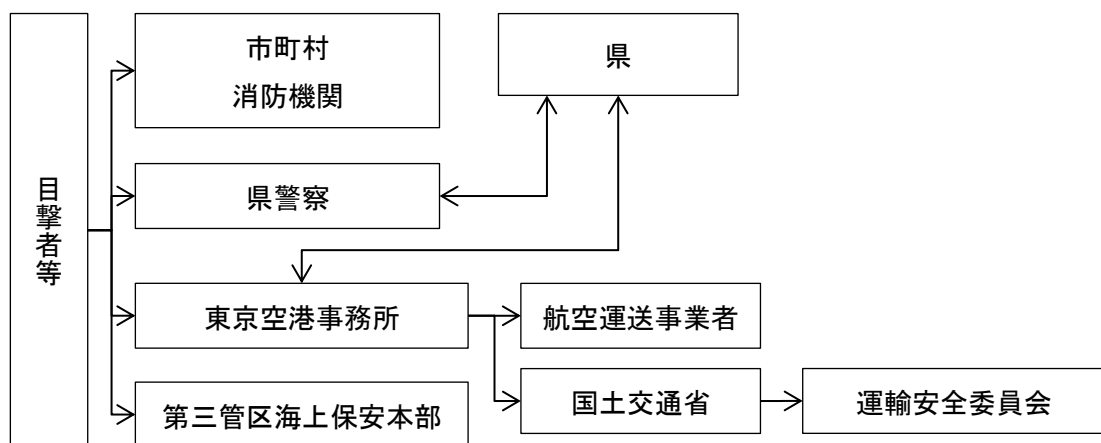 目撃者等
市町村
消防機関
県
県警察
東京空港事務所
航空運送事業者
国土交通省
運輸安全委員会
第三管区海上保安本部